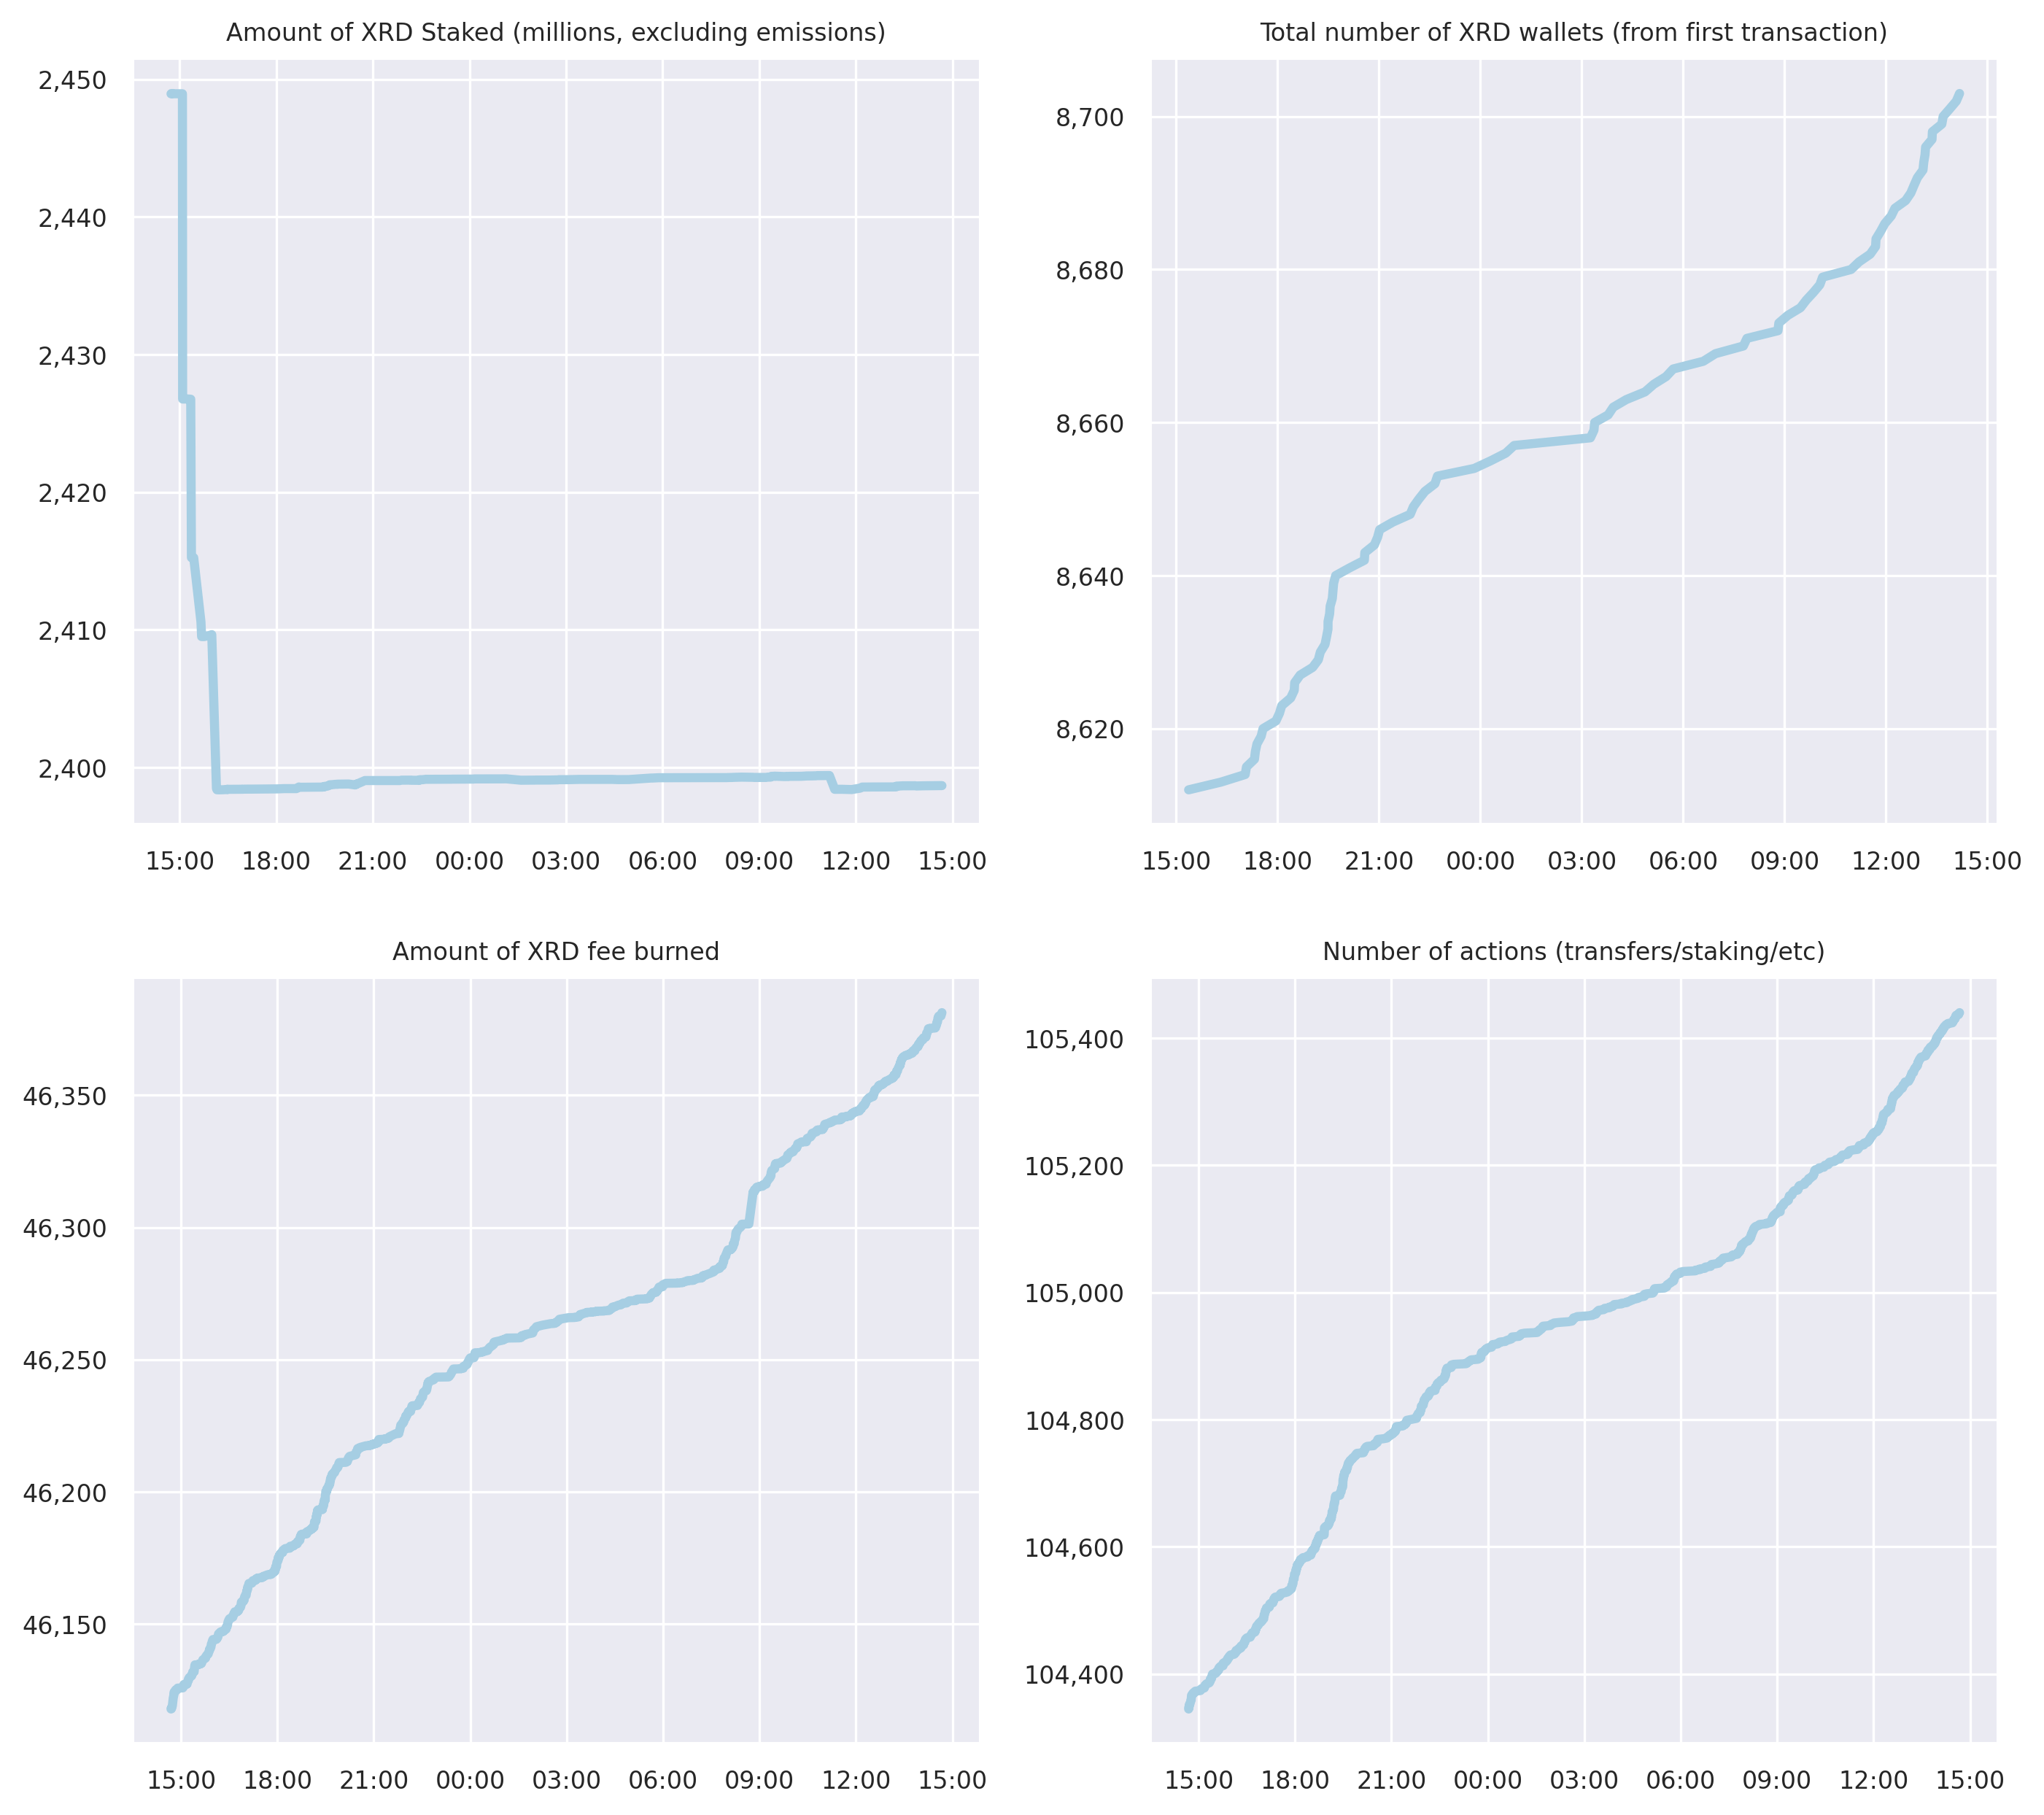 Amount of XRD Staked (millions, excluding emissions)
2,450
2,440
2,430
2,420
2,410
2,400
15:00 18:00 21:00 00:00 03:00 06:00 09:00 12:00 15:00
Total number of XRD wallets (from first transaction)
8,700
8,680
8,660
8,640
8,620
15:00 18:00 21:00 00:00 03:00 06:00 09:00 12:00 15:00
Amount of XRD fee burned
46,350
46,300
46,250
46,200
46,150
15:00 18:00 21:00 00:00 03:00 06:00 09:00 12:00 15:00
Number of actions (transfers/staking/etc)
105,400
105,200
105,000
104,800
104,600
104,400
15:00 18:00 21:00 00:00 03:00 06:00 09:00 12:00 15:00